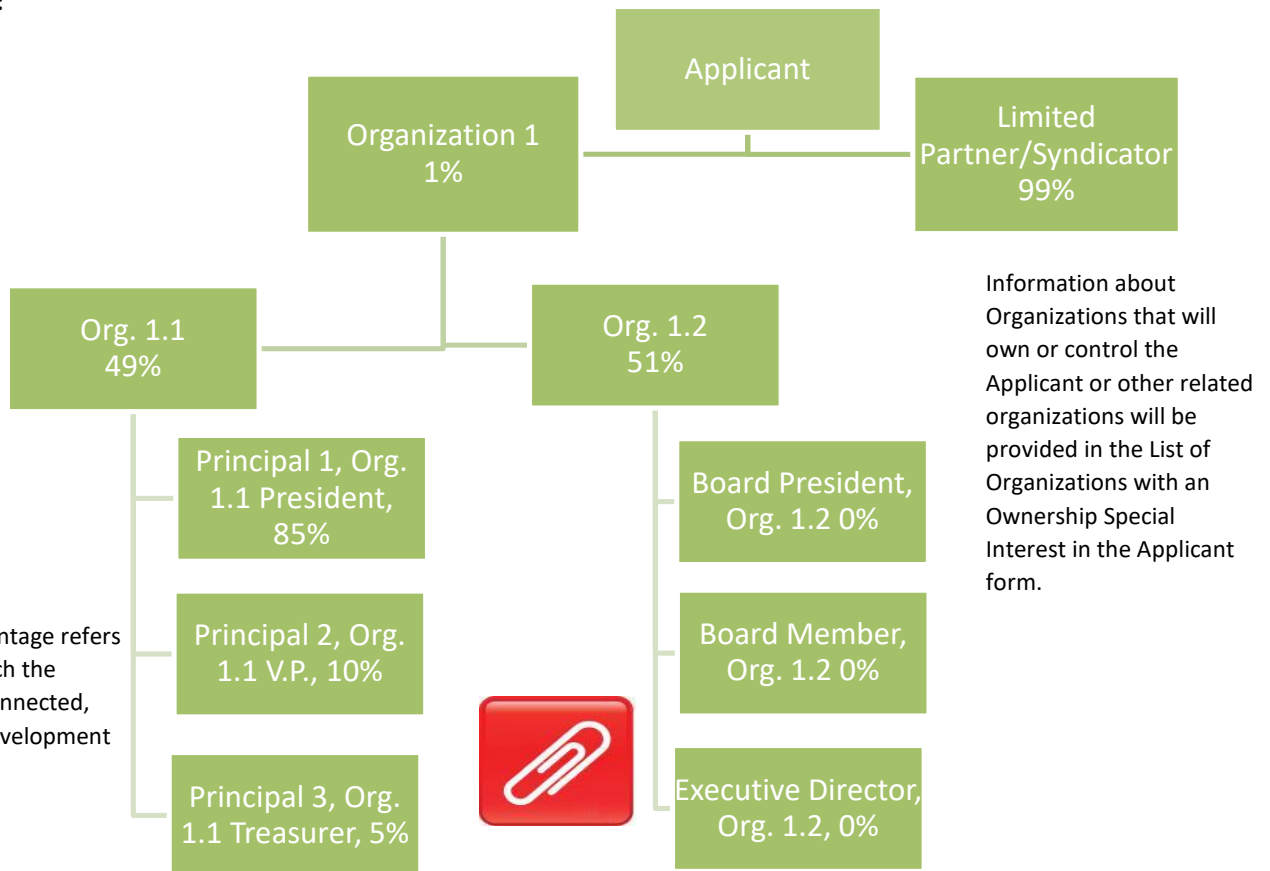 Applicant
Organization 1
1%
Limited
Partner/Syndicator
99%
Org. 1.1
49%
Org. 1.2
51%
Information about
Organizations that will
own or control the
Applicant or other related
organizations will be
provided in the List of
Organizations with an
Ownership Special
Interest in the Applicant
form.
Principal 1, Org.
1.1 President,
85%
Principal 2, Org.
1.1 V.P., 10%
Principal 3, Org.
1.1 Treasurer, 5%
Board President,
Org. 1.2 0%
Board Member,
Org. 1.2 0%
Executive Director,
Org. 1.2, 0%
refers
the